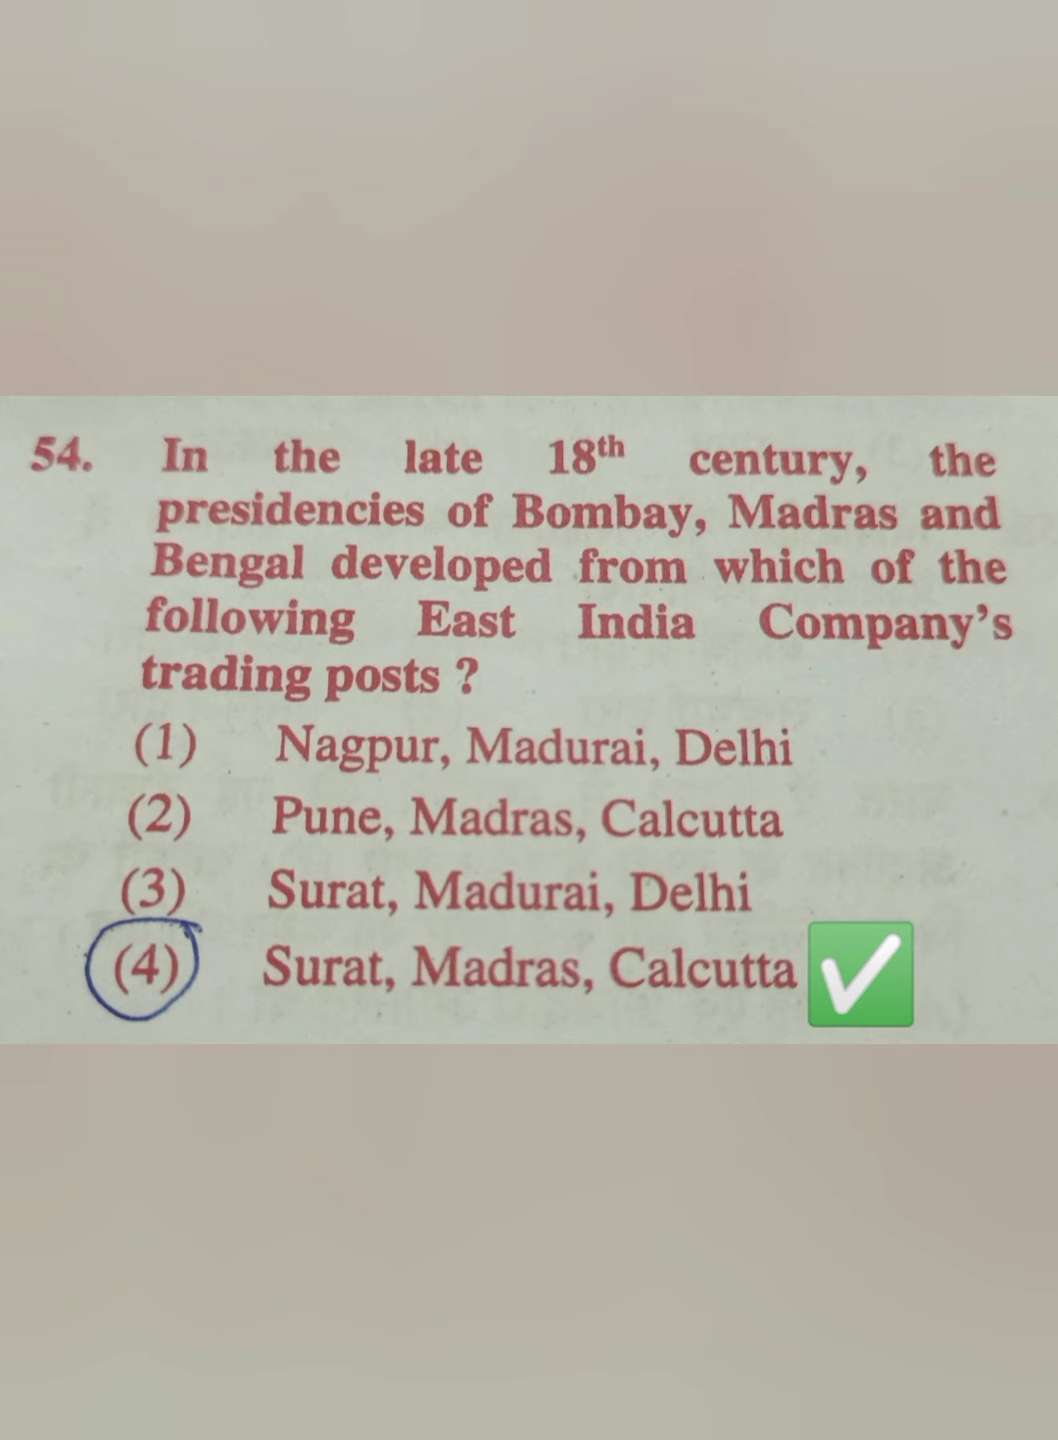 54. In the late 18th century, the
presidencies of Bombay, Madras and
Bengal developed from which of the
following East India Company's
trading posts ?
(1) Nagpur, Madurai, Delhi
(2) Pune, Madras, Calcutta
(3) Surat, Madurai, Delhi
(4) Surat, Madras, Calcutta